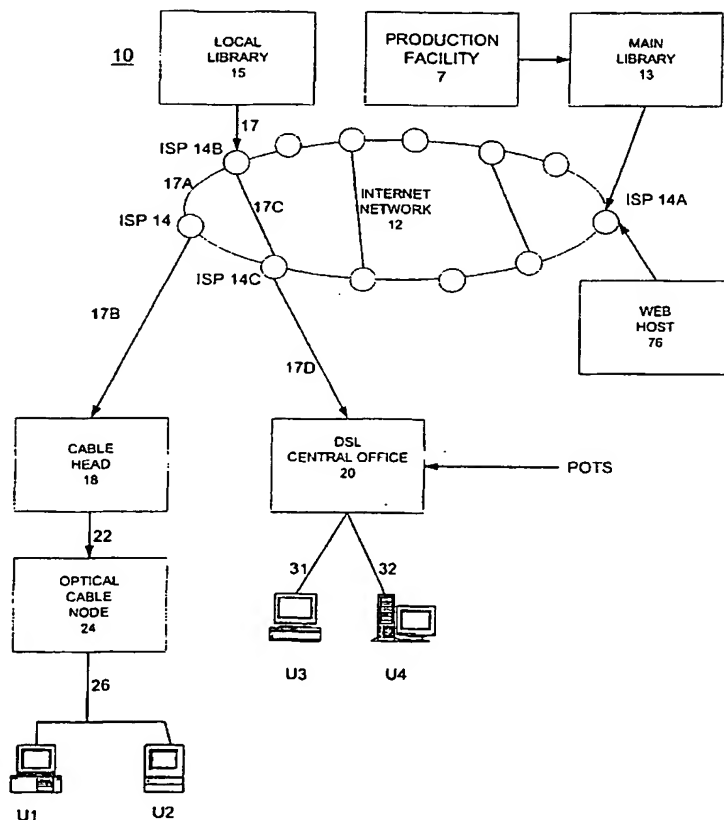 10
LOCAL
LIBRARY
15
PRODUCTION
FACILITY
7
MAIN
LIBRARY
13
17
ISP 14B
17A
ISP 14
17C
INTERNET
NETWORK
12
ISP 14A
ISP 14C
17B
17D
WEB
HOST
76
CABLE
HEAD
18
DSL
CENTRAL OFFICE
20
POTS
22
OPTICAL
CABLE
NODE
24
31
32
U3
U4
26
U1
U2